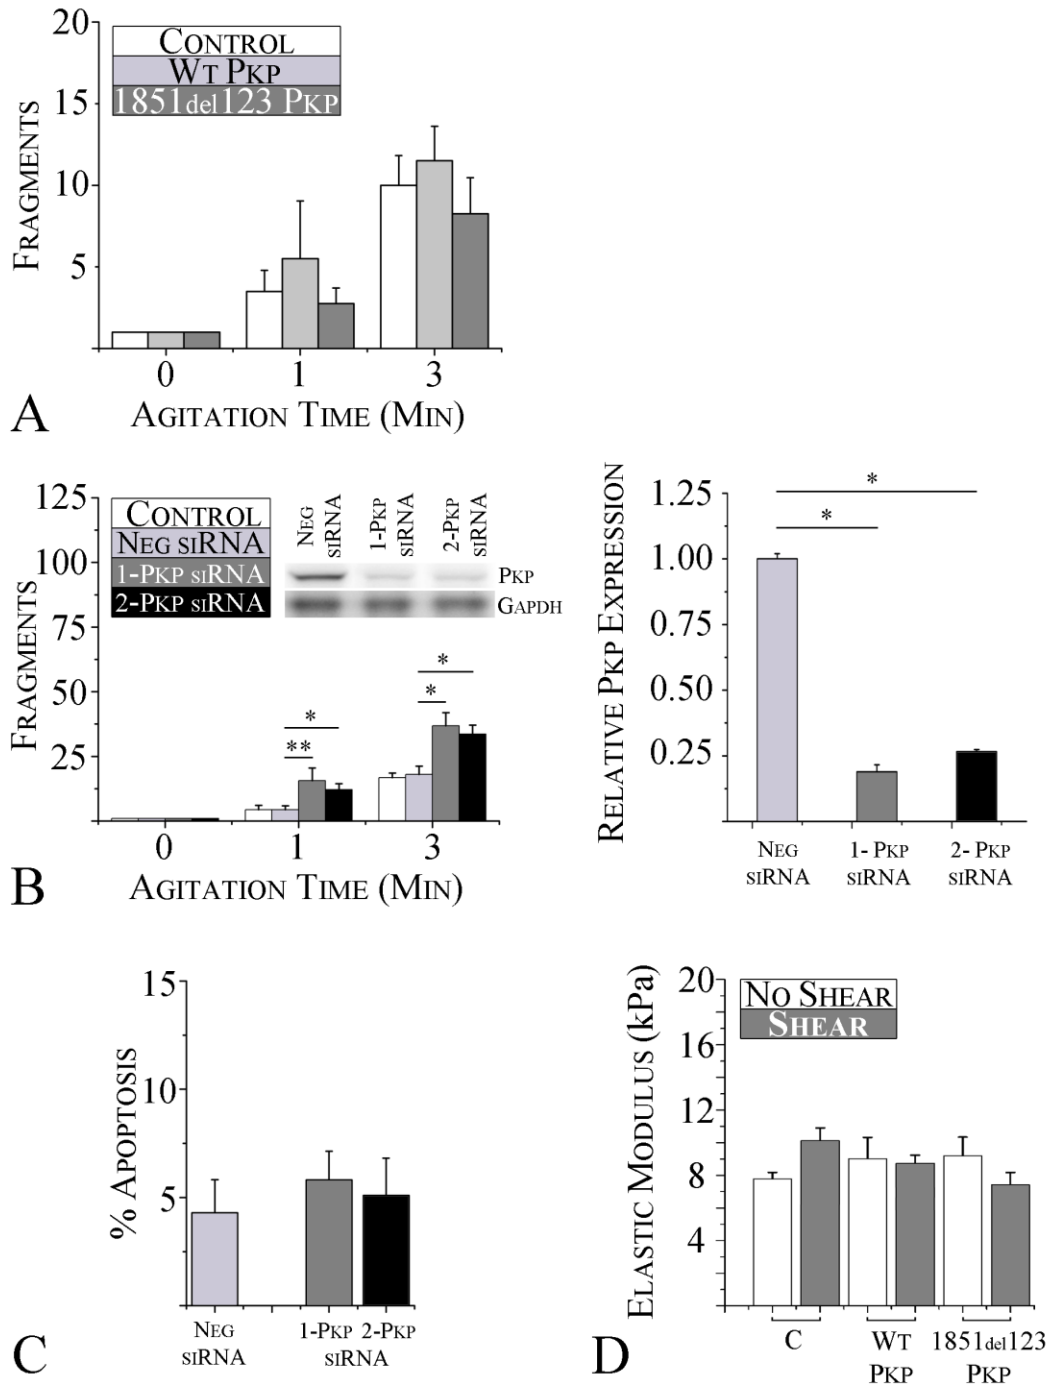 20
15
10
5
FRAGMENTS
CONTROL
WT PKP
1851del123 PKP
0 1 3
AGITATION TIME (MIN)
A
125
100
75
50
25
FRAGMENTS
CONTROL
NEG siRNA
1-PKP siRNA
2-PKP siRNA
NEG
siRNA
1-PKP
siRNA
2-PKP
siRNA
PKP
GAPDH
*
**
*
*
0 1 3
AGITATION TIME (MIN)
B
1.25
1.00
0.75
0.50
0.25
RELATIVE PKP EXPRESSION
*
*
NEG
siRNA
1- PKP
siRNA
2- PKP
siRNA
15
10
5
% APOPTOSIS
NEG
siRNA
1-PKP 2-PKP
siRNA
C
20
16
12
8
4
ELASTIC MODULUS (kPa)
NO SHEAR
SHEAR
C
WT
PKP
1851del123
PKP
D